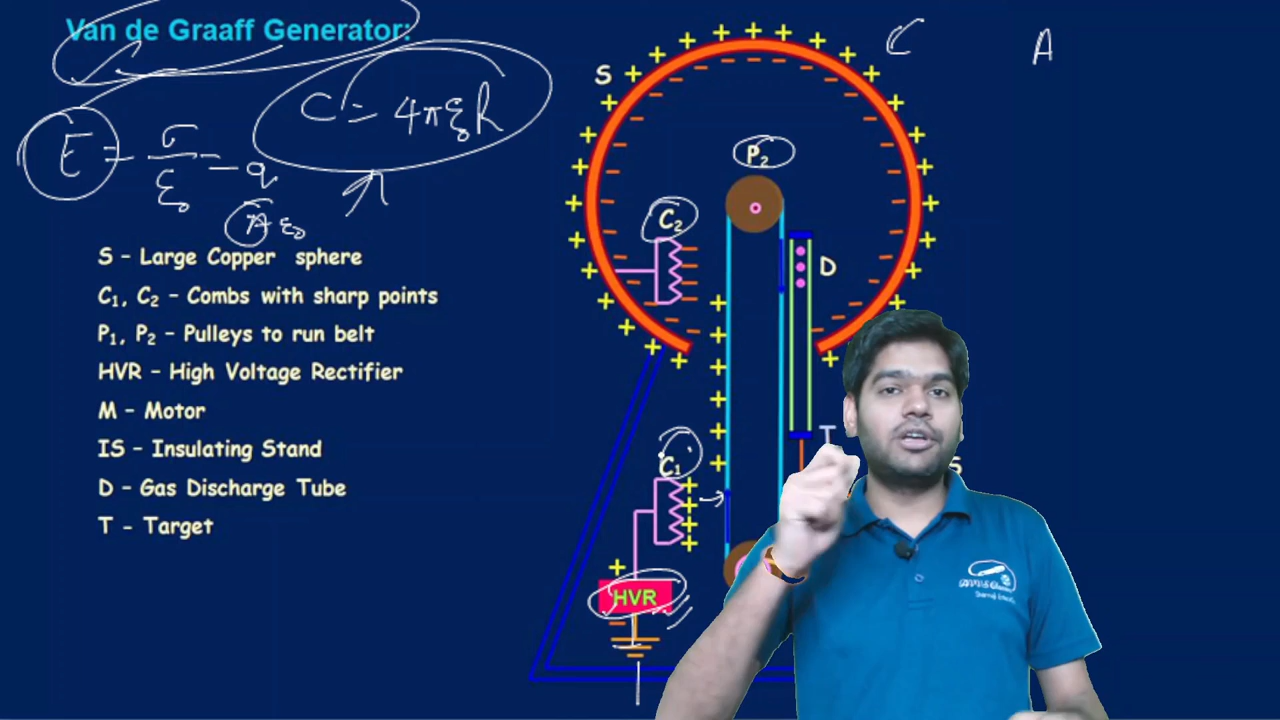 Van de Graaff Generator:
C = 4πε₀R
E = σ/ε₀ = q/Aε₀
S – Large Copper sphere
C₁, C₂ – Combs with sharp points
P₁, P₂ – Pulleys to run belt
HVR – High Voltage Rectifier
M – Motor
IS – Insulating Stand
D – Gas Discharge Tube
T – Target
S
P₂
C₂
D
T
C₁
HVR
A
S